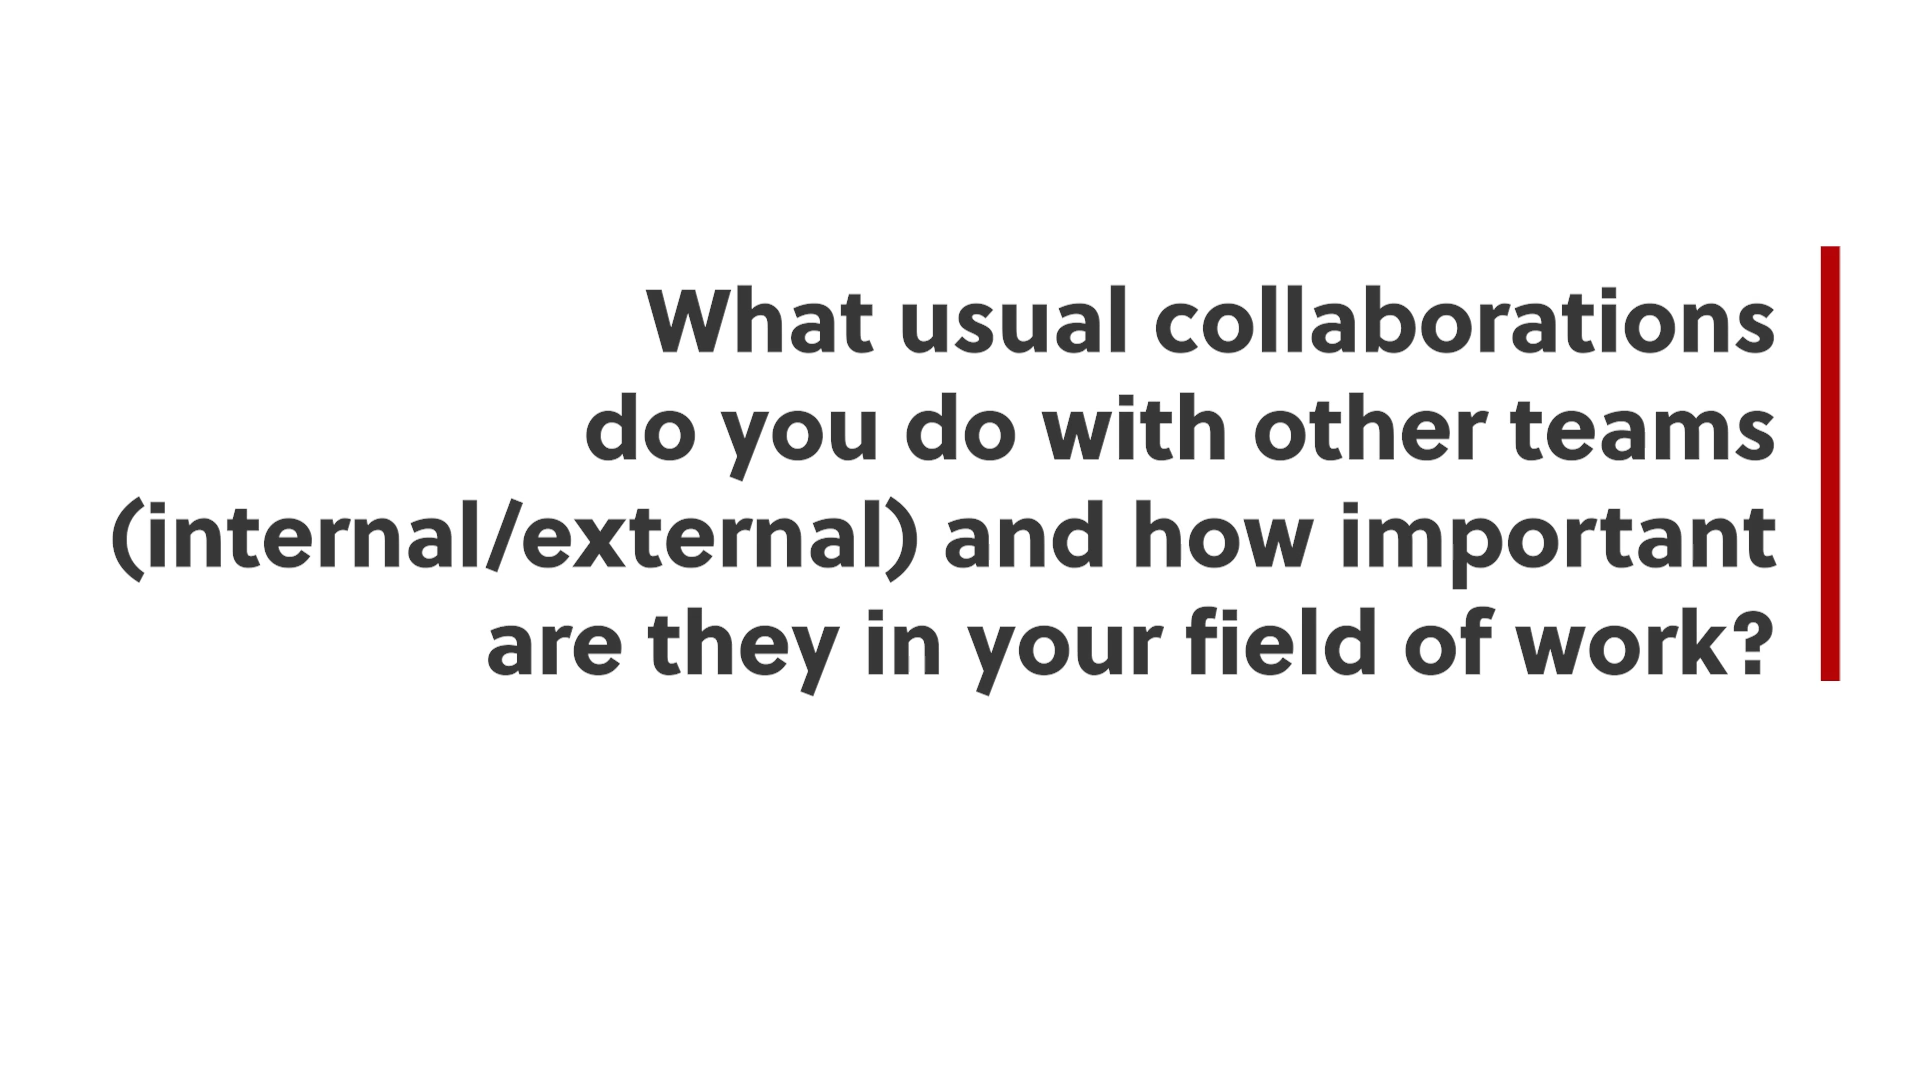 What usual collaborations
do you do with other teams
(internal/external) and how important
are they in your field of work?